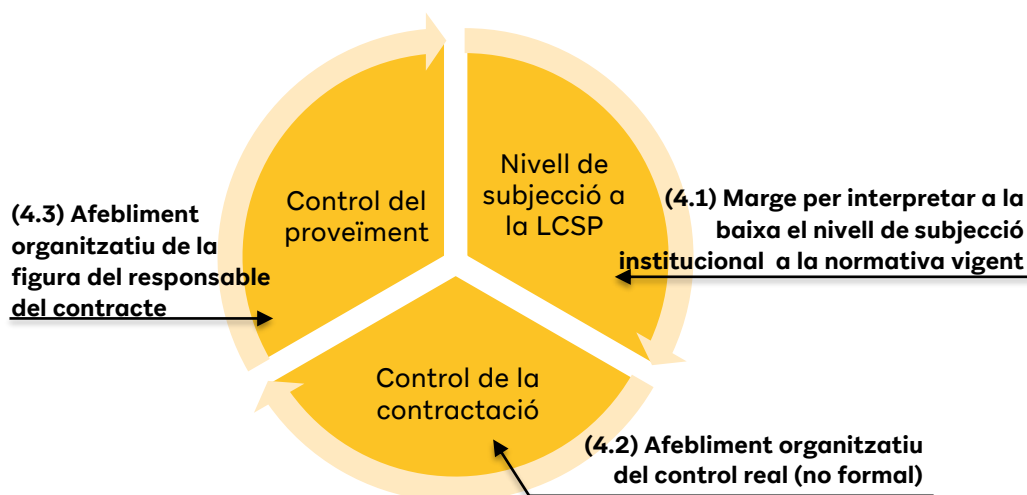 Nivell de
subjecció a
la LCSP
(4.1) Marge per interpretar a la
baixa el nivell de subjecció
institucional a la normativa vigent
Control de la
contractació
(4.2) Afebliment organitzatiu
del control real (no formal)
Control del
proveïment
(4.3) Afebliment
organitzatiu de la
figura del responsable
del contracte